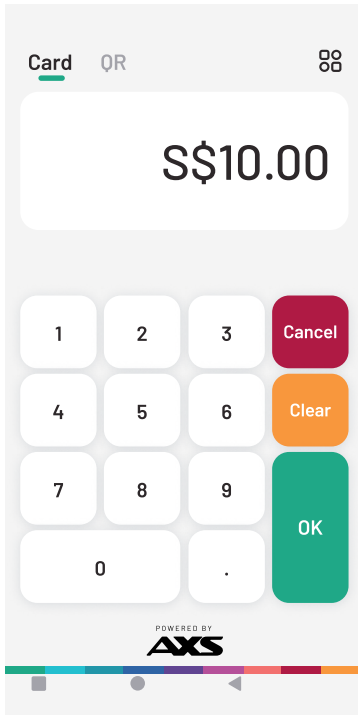 Card QR
S$10.00
1 2 3 Cancel
4 5 6 Clear
7 8 9
OK
0 .
POWERED BY
AXS